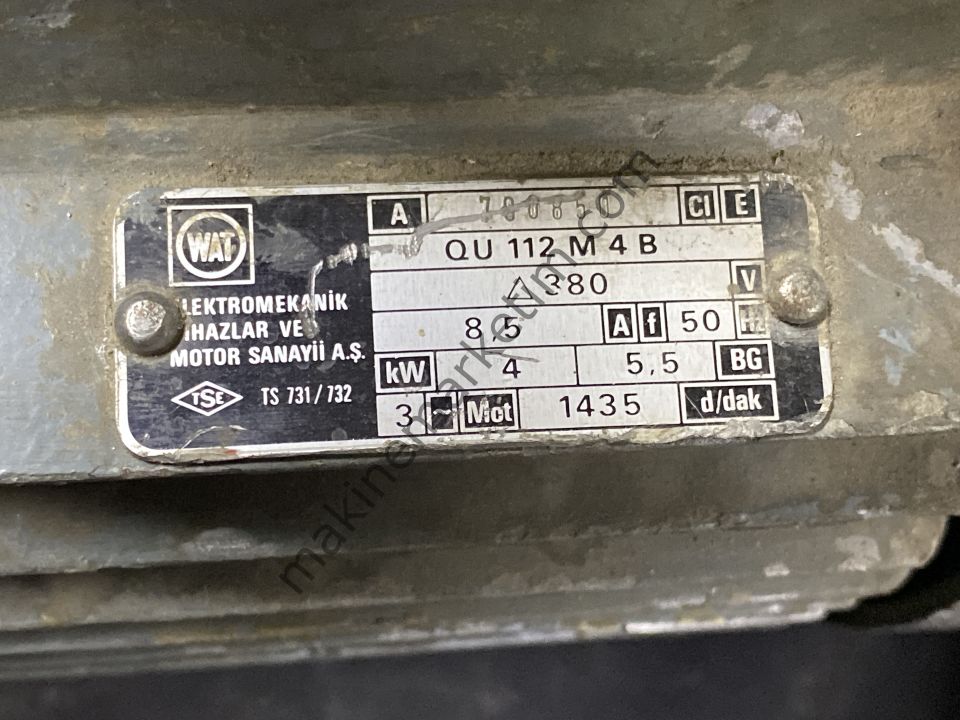 WAT
ELEKTROMEKANİK
CİHAZLAR VE
MOTOR SANAYİİ A.Ş.
TSE TS 731/732
A 780851 Cl E
QU 112 M 4 B
△ 380 V
8,5 A f 50 Hz
kW 4 5,5 BG
3 ~ Mot 1435 d/dak
makinemarketim.com